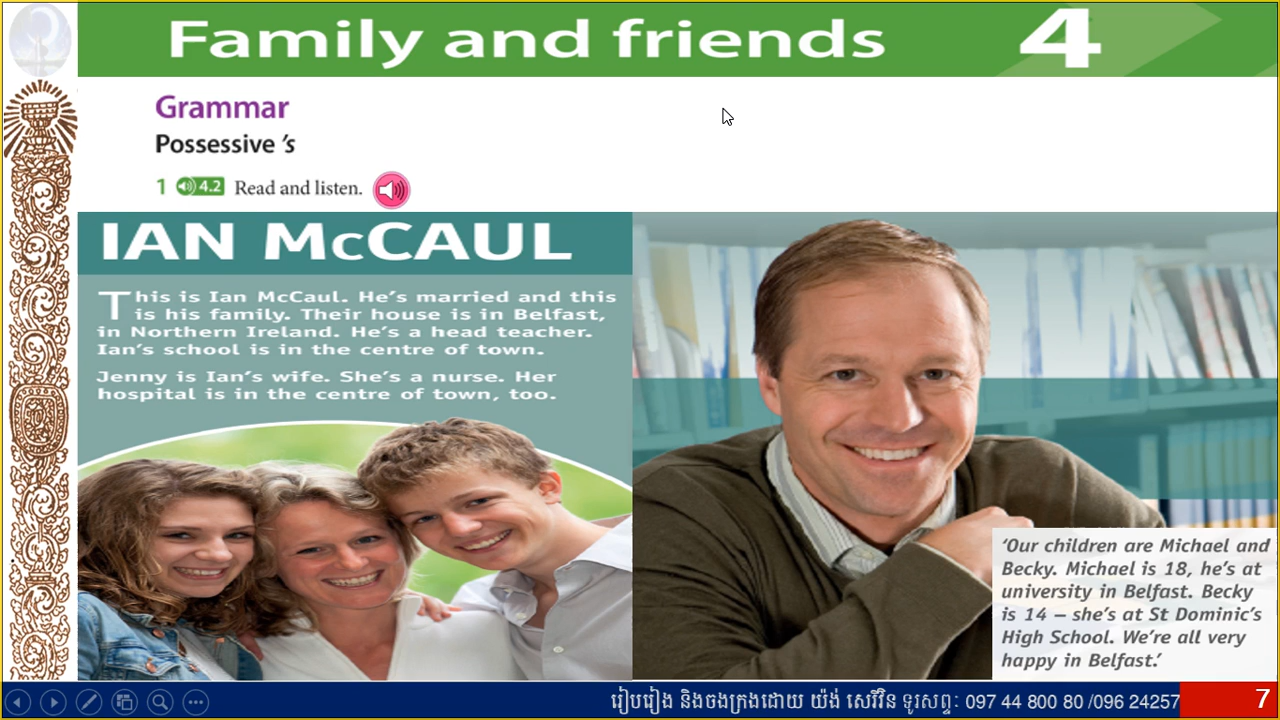 Family and friends 4
Grammar
Possessive 's
1 4.2 Read and listen.
IAN McCAUL
This is Ian McCaul. He's married and this
is his family. Their house is in Belfast,
in Northern Ireland. He's a head teacher.
Ian's school is in the centre of town.
Jenny is Ian's wife. She's a nurse. Her
hospital is in the centre of town, too.
'Our children are Michael and
Becky. Michael is 18, he's at
university in Belfast. Becky
is 14 – she's at St Dominic's
High School. We're all very
happy in Belfast.'
រៀបរៀង និងចងក្រងដោយ យ៉ង់ សេរីវីន ទូរសព្ទ: 097 44 800 80 /096 24257
7